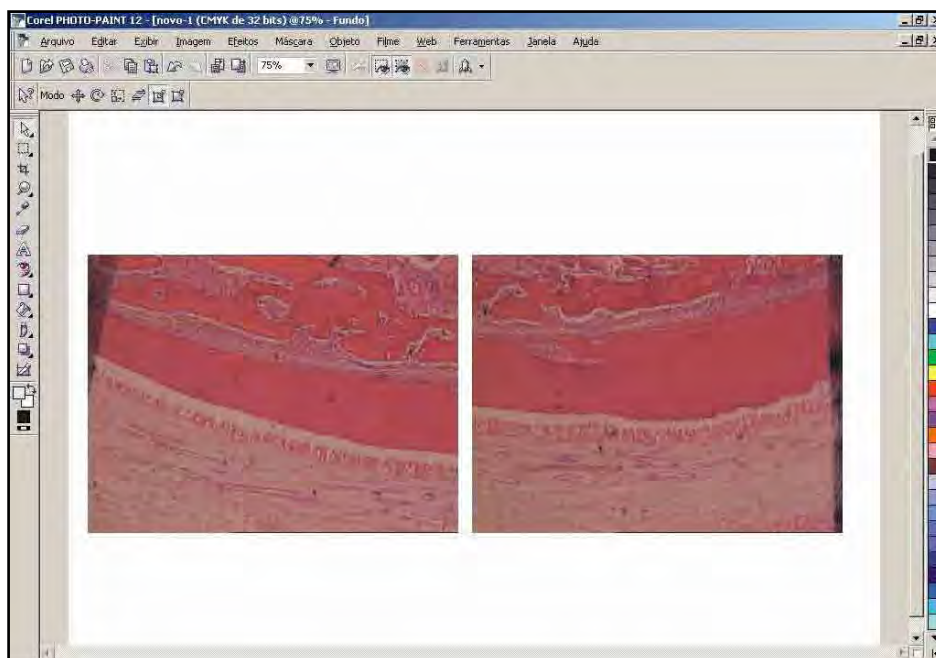 Corel PHOTO-PAINT 12 - [novo-1 (CMYK de 32 bits) @75% - Fundo]
Arquivo Editar Exibir Imagem Efeitos Máscara Objeto Filme Web Ferramentas Janela Ajuda
75%
Modo